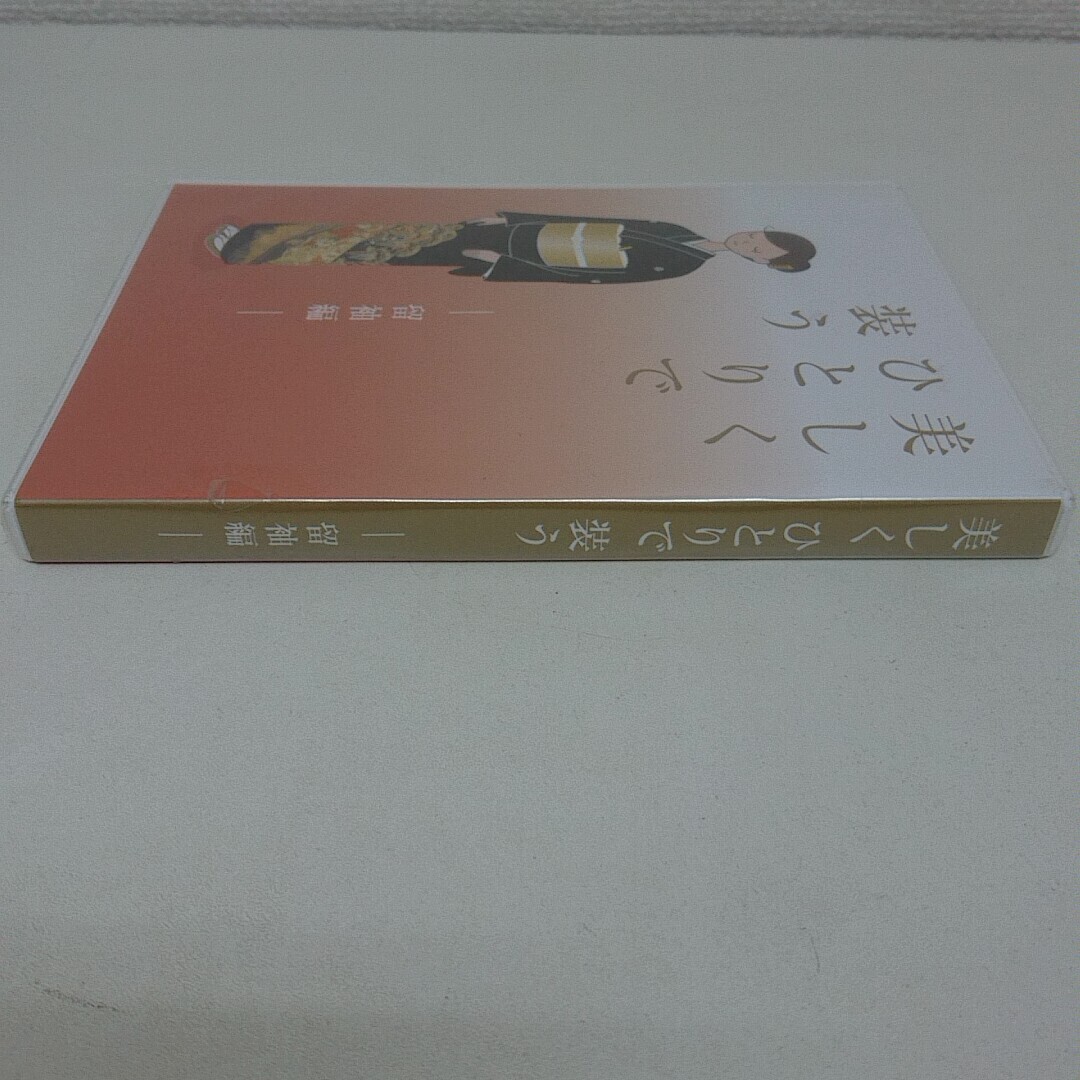 美しく
ひとりで
装う
― 留袖編 ―
美しく ひとりで 装う ― 留袖編 ―